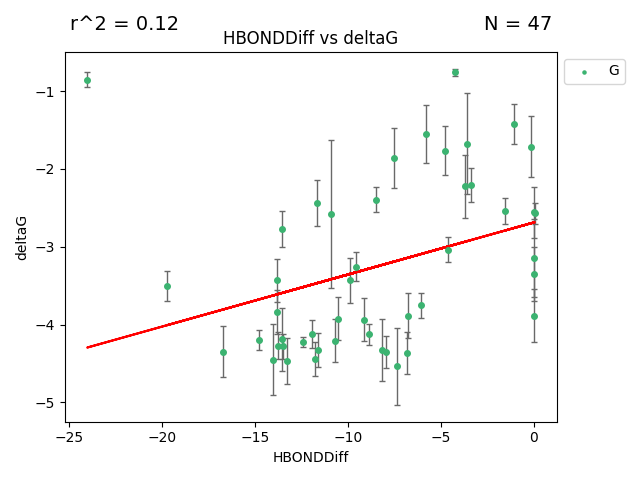 r^2 = 0.12
N = 47
HBONDDiff vs deltaG
G
deltaG
−1
−2
−3
−4
−5
−25
−20
−15
−10
−5
0
HBONDDiff